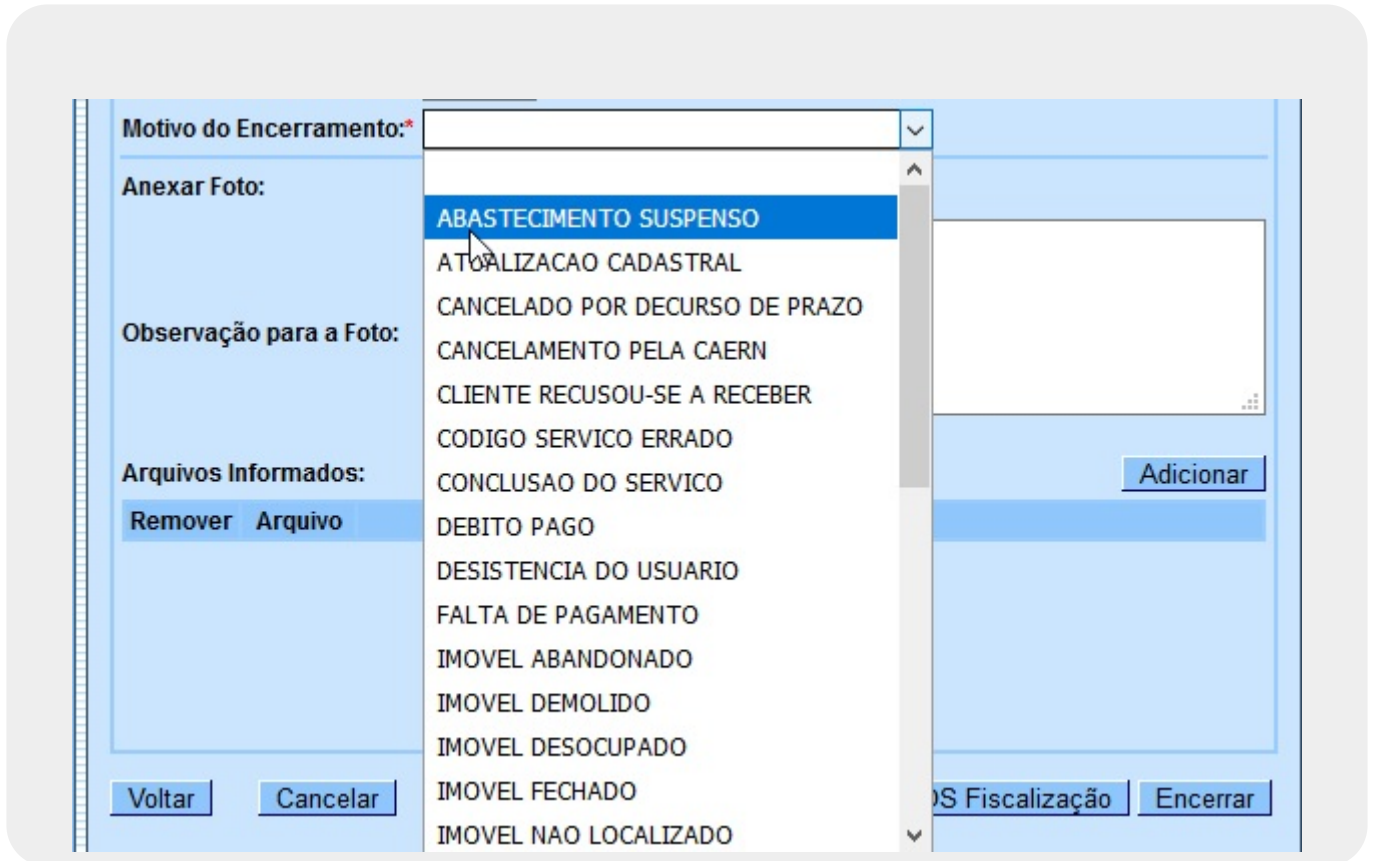 Motivo do Encerramento:*
Anexar Foto:
ABASTECIMENTO SUSPENSO
ATUALIZACAO CADASTRAL
CANCELADO POR DECURSO DE PRAZO
Observação para a Foto:
CANCELAMENTO PELA CAERN
CLIENTE RECUSOU-SE A RECEBER
CODIGO SERVICO ERRADO
Arquivos Informados:
CONCLUSAO DO SERVICO
Adicionar
Remover Arquivo
DEBITO PAGO
DESISTENCIA DO USUARIO
FALTA DE PAGAMENTO
IMOVEL ABANDONADO
IMOVEL DEMOLIDO
IMOVEL DESOCUPADO
IMOVEL FECHADO
Voltar Cancelar OS Fiscalização Encerrar
IMOVEL NAO LOCALIZADO